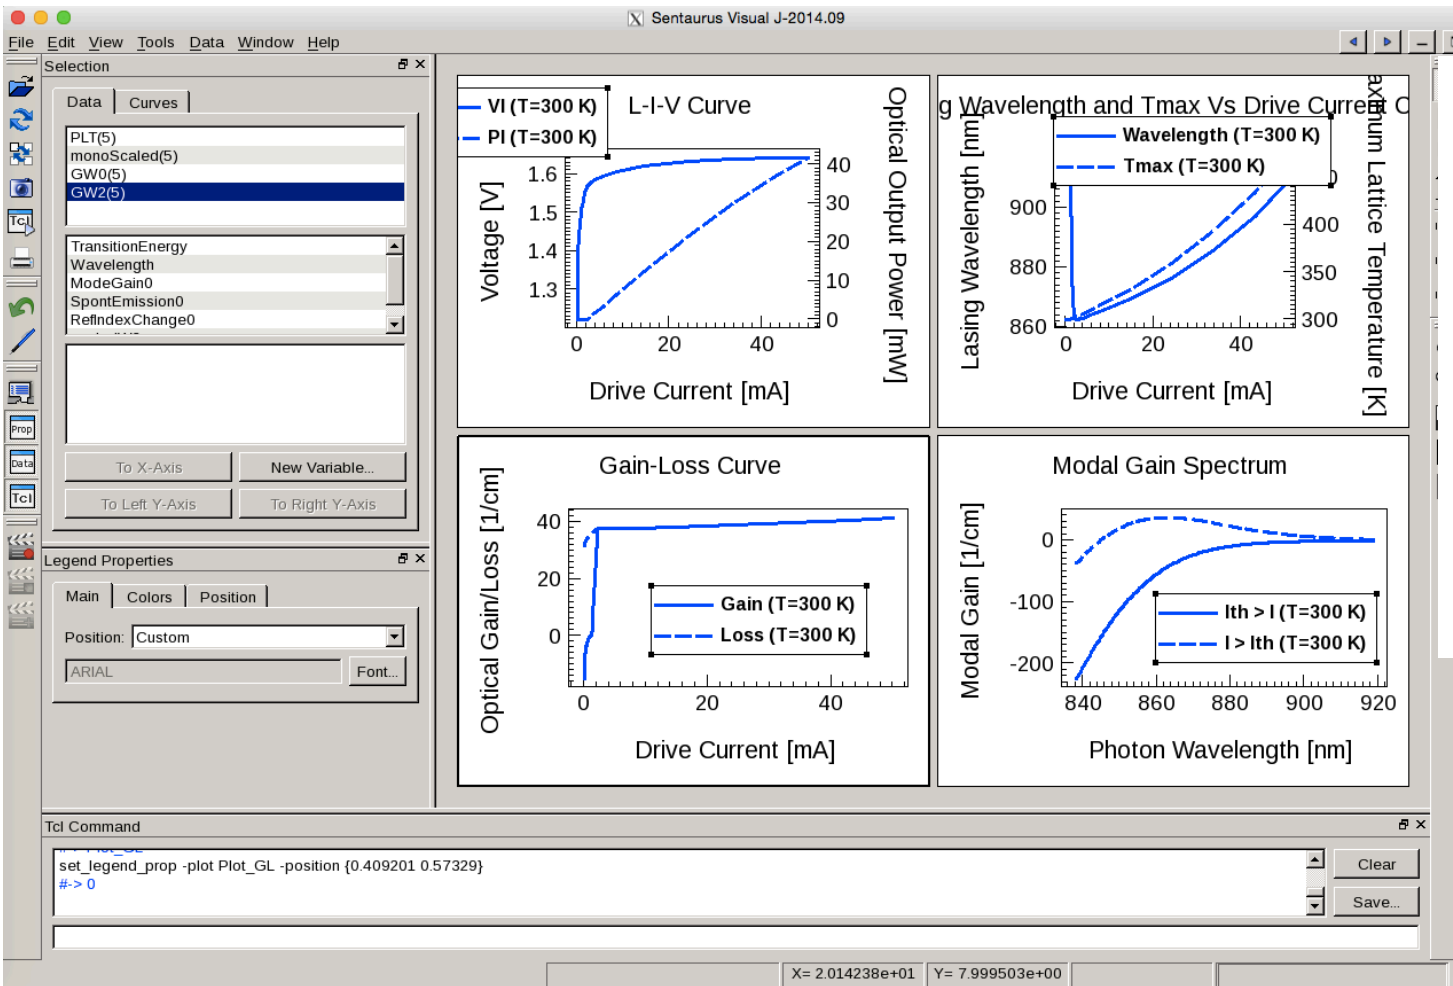 Sentaurus Visual J-2014.09
File Edit View Tools Data Window Help
Selection
Data Curves
PLT(5)
monoScaled(5)
GW0(5)
GW2(5)
TransitionEnergy
Wavelength
ModeGain0
SpontEmission0
RefIndexChange0
To X-Axis New Variable...
To Left Y-Axis To Right Y-Axis
Legend Properties
Main Colors Position
Position: Custom
ARIAL Font...
Tcl
Prop
Data
Tcl
L-I-V Curve
VI (T=300 K)
PI (T=300 K)
Voltage [V]
1.6
1.5
1.4
1.3
Optical Output Power [mW]
40
30
20
10
0
0 20 40
Drive Current [mA]
g Wavelength and Tmax Vs Drive Current C
Wavelength (T=300 K)
Tmax (T=300 K)
Lasing Wavelength [nm]
900
880
860
aximum Lattice Temperature [K]
400
350
300
0 20 40
Drive Current [mA]
Gain-Loss Curve
Optical Gain/Loss [1/cm]
40
20
0
Gain (T=300 K)
Loss (T=300 K)
0 20 40
Drive Current [mA]
Modal Gain Spectrum
Modal Gain [1/cm]
0
-100
-200
Ith > I (T=300 K)
I > Ith (T=300 K)
840 860 880 900 920
Photon Wavelength [nm]
Tcl Command
#-> Plot_GL
set_legend_prop -plot Plot_GL -position {0.409201 0.57329}
#-> 0
Clear
Save...
X= 2.014238e+01 Y= 7.999503e+00